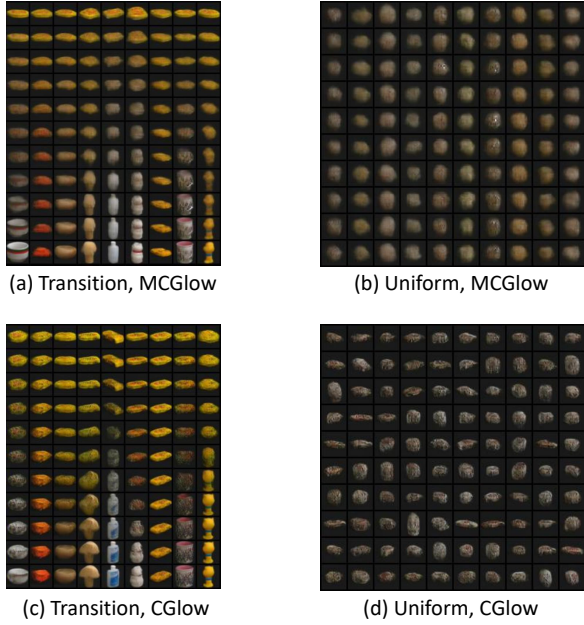 (a) Transition, MCGlow
(b) Uniform, MCGlow
(c) Transition, CGlow
(d) Uniform, CGlow